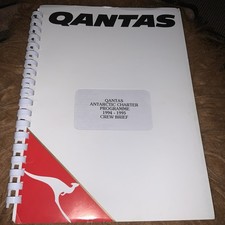 QANTAS
QANTAS
ANTARCTIC CHARTER
PROGRAMME
1994 - 1995
CREW BRIEF